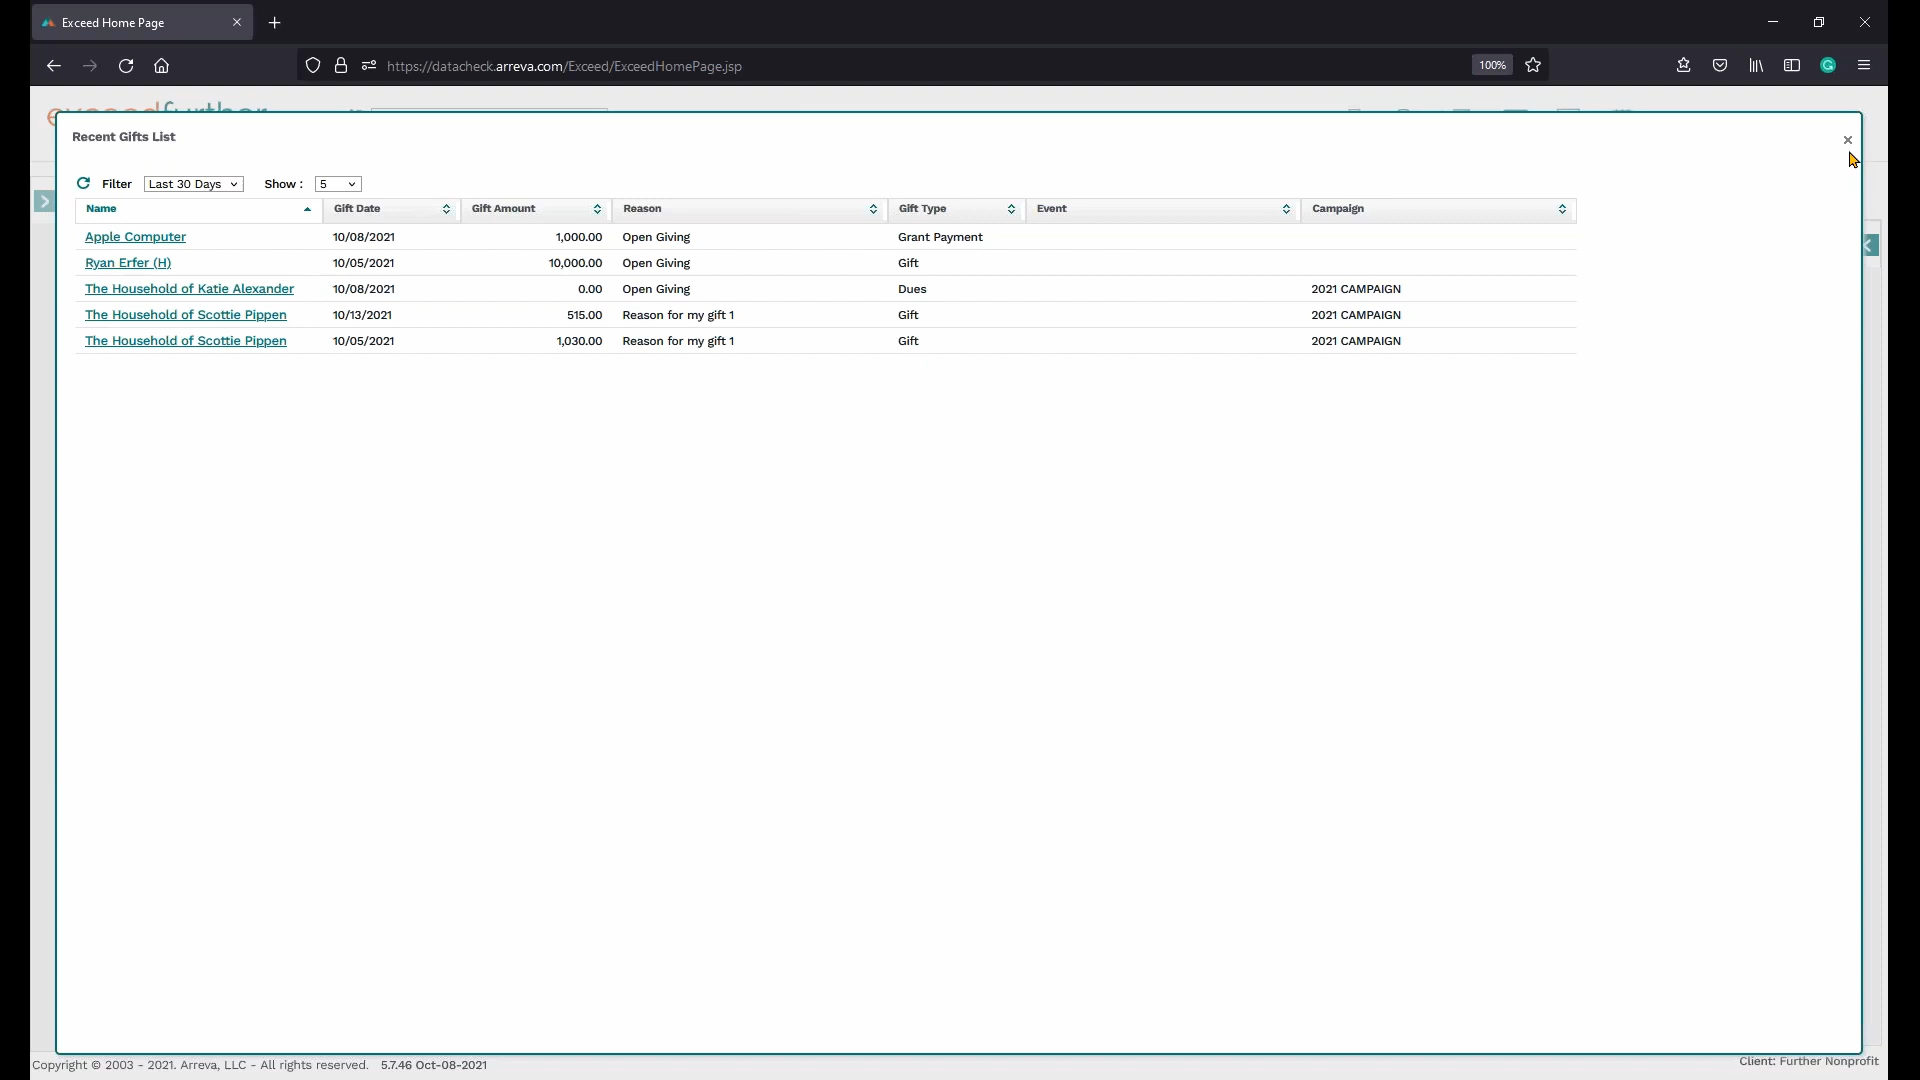 Exceed Home Page
https://datacheck.arreva.com/Exceed/ExceedHomePage.jsp 100%
exceedfurther
Recent Gifts List
Filter Last 30 Days Show : 5
Name Gift Date Gift Amount Reason Gift Type Event Campaign
Apple Computer 10/08/2021 1,000.00 Open Giving Grant Payment
Ryan Erfer (H) 10/05/2021 10,000.00 Open Giving Gift
The Household of Katie Alexander 10/08/2021 0.00 Open Giving Dues 2021 CAMPAIGN
The Household of Scottie Pippen 10/13/2021 515.00 Reason for my gift 1 Gift 2021 CAMPAIGN
The Household of Scottie Pippen 10/05/2021 1,030.00 Reason for my gift 1 Gift 2021 CAMPAIGN
Copyright © 2003 - 2021. Arreva, LLC - All rights reserved. 5.7.46 Oct-08-2021 Client: Further Nonprofit